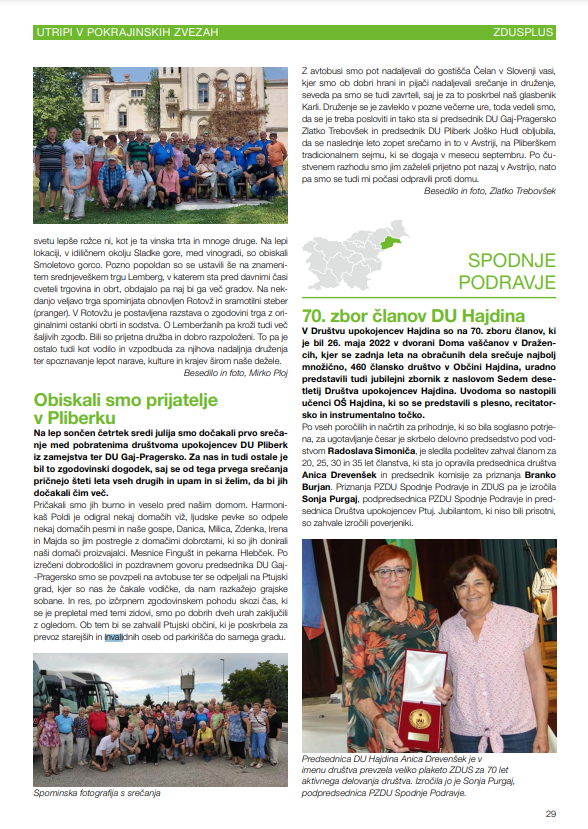 UTRIPI V POKRAJINSKIH ZVEZAH
ZDUSPLUS
svetu lepše rožce ni, kot je ta vinska trta in mnoge druge. Na lepi
lokaciji, v idiličnem okolju Sladke gore, med vinogradi, so obiskali
Smoletovo gorco. Pozno popoldan so se ustavili še na znameni-
tem srednjeveškem trgu Lemberg, v katerem sta pred davnimi časi
cveteli trgovina in obrt, obdajalo pa naj bi ga več gradov. Na nek-
danjo veljavo trga spominjata obnovljen Rotovž in sramotilni steber
(pranger). V Rotovžu je postavljena razstava o zgodovini trga z ori-
ginalnimi ostanki obrti in sodstva. O Lemberžanih pa kroži tudi več
šaljivih zgodb. Bili so prijetna družba in dobro razpoloženi. To pa je
ostalo tudi kot vodilo in vzpodbuda za njihova nadaljnja druženja
ter spoznavanje lepot narave, kulture in krajev širom naše dežele.
Besedilo in foto, Mirko Ploj
Obiskali smo prijatelje
v Pliberku
Na lep sončen četrtek sredi julija smo dočakali prvo sreča-
nje med pobratenima društvoma upokojencev DU Pliberk
iz zamejstva ter DU Gaj-Pragersko. Za nas in tudi ostale je
bil to zgodovinski dogodek, saj se od tega prvega srečanja
pričnejo šteti leta vseh drugih in upam in si želim, da bi jih
dočakali čim več.
Pričakali smo jih burno in veselo pred našim domom. Harmoni-
kaš Poldi je odigral nekaj domačih viž, ljudske pevke so odpele
nekaj domačih pesmi in naše gospe, Danica, Milica, Zdenka, Irena
in Majda so jim postregle z domačimi dobrotami, ki so jih donirali
naši domači proizvajalci. Mesnice Fingušt in pekarna Hlebček. Po
izrečeni dobrodošlici in pozdravnem govoru predsednika DU Gaj-
-Pragersko smo se povzpeli na avtobuse ter se odpeljali na Ptujski
grad, kjer so nas že čakale vodičke, da nam razkažejo grajske
sobane. In res, po izčrpnem zgodovinskem pohodu skozi čas, ki
se je prepletal med temi zidovi, smo po dobrih dveh urah zaključili
z ogledom. Ob tem bi se zahvalil Ptujski občini, ki je poskrbela za
prevoz starejših in invalidnih oseb od parkirišča do samega gradu.
Spominska fotografija s srečanja
Z avtobusi smo pot nadaljevali do gostišča Čelan v Slovenji vasi,
kjer smo ob dobri hrani in pijači nadaljevali srečanje in druženje,
seveda pa smo se tudi zavrteli, saj je za to poskrbel naš glasbenik
Karli. Druženje se je zavleklo v pozne večerne ure, toda vedeli smo,
da se je treba posloviti in tako sta si predsednik DU Gaj-Pragersko
Zlatko Trebovšek in predsednik DU Pliberk Joško Hudl obljubila,
da se naslednje leto zopet srečamo in to v Avstriji, na Pliberškem
tradicionalnem sejmu, ki se dogaja v mesecu septembru. Po ču-
stvenem razhodu smo jim zaželeli prijetno pot nazaj v Avstrijo, nato
pa smo se tudi mi počasi odpravili proti domu.
Besedilo in foto, Zlatko Trebovšek
SPODNJE
PODRAVJE
70. zbor članov DU Hajdina
V Društvu upokojencev Hajdina so na 70. zboru članov, ki
je bil 26. maja 2022 v dvorani Doma vaščanov v Dražen-
cih, kjer se zadnja leta na obračunih dela srečuje najbolj
množično, 460 člansko društvo v Občini Hajdina, uradno
predstavili tudi jubilejni zbornik z naslovom Sedem dese-
tletij Društva upokojencev Hajdina. Uvodoma so nastopili
učenci OŠ Hajdina, ki so se predstavili s plesno, recitator-
sko in instrumentalno točko.
Po vseh poročilih in načrtih za prihodnje, ki so bila soglasno potrje-
na, za ugotavljanje česar je skrbelo delovno predsedstvo pod vod-
stvom Radoslava Simoniča, je sledila podelitev zahval članom za
20, 25, 30 in 35 let članstva, ki sta jo opravila predsednica društva
Anica Drevenšek in predsednik komisije za priznanja Branko
Burjan. Priznanja PZDU Spodnje Podravje in ZDUS pa je izročila
Sonja Purgaj, podpredsednica PZDU Spodnje Podravje in pred-
sednica Društva upokojencev Ptuj. Jubilantom, ki niso bili prisotni,
so zahvale izročili poverjeniki.
Predsednica DU Hajdina Anica Drevenšek je v
imenu društva prevzela veliko plaketo ZDUS za 70 let
aktivnega delovanja društva. Izročila jo je Sonja Purgaj,
podpredsednica PZDU Spodnje Podravje.
29